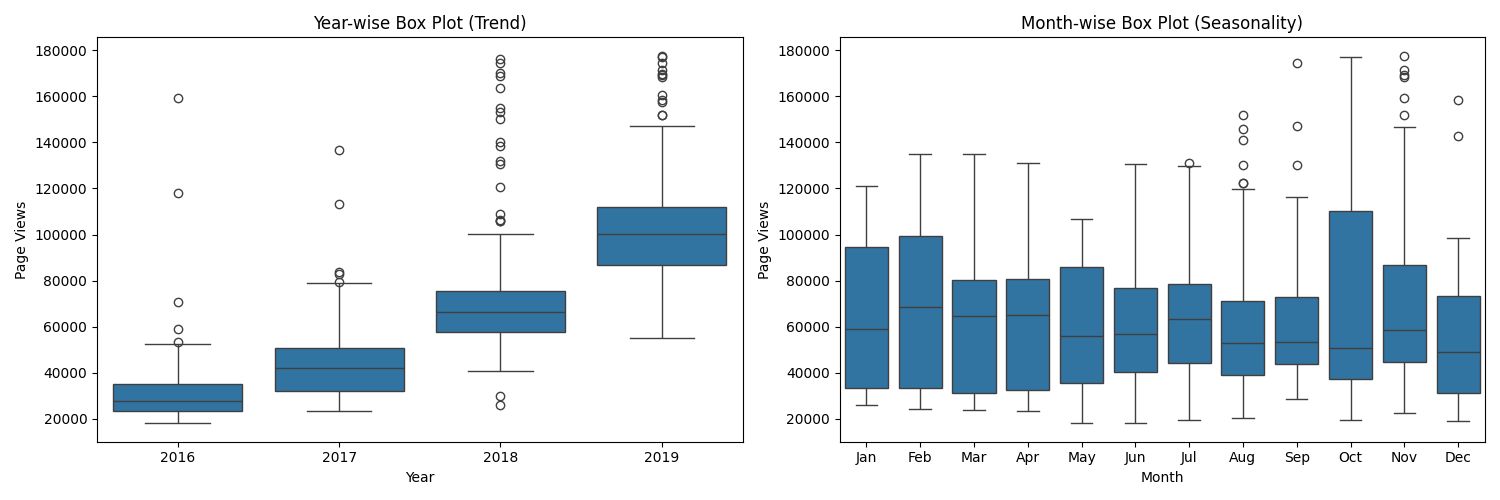 Year-wise Box Plot (Trend)
180000
160000
140000
120000
100000
80000
60000
40000
20000
Page Views
2016 2017 2018 2019
Year
Month-wise Box Plot (Seasonality)
180000
160000
140000
120000
100000
80000
60000
40000
20000
Page Views
Jan Feb Mar Apr May Jun Jul Aug Sep Oct Nov Dec
Month